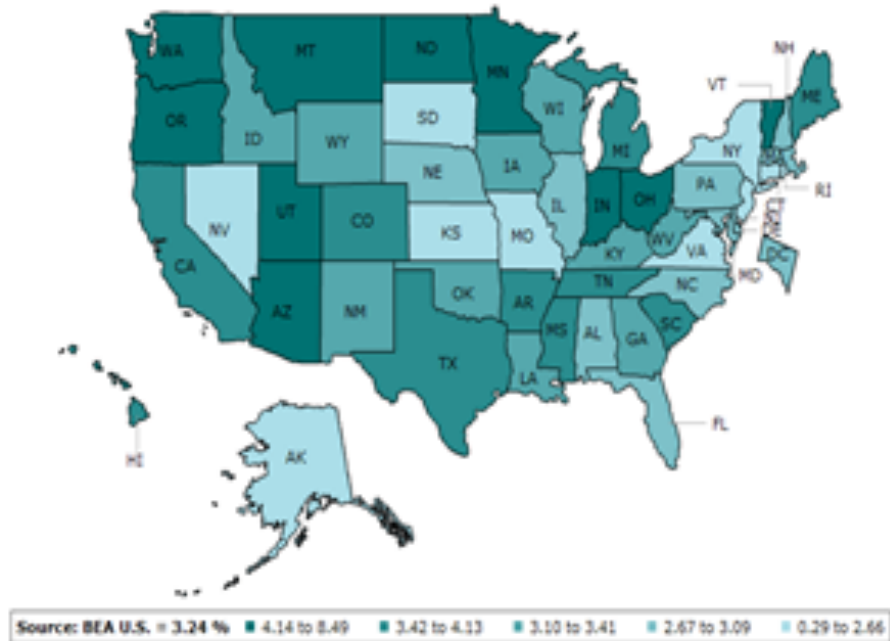 NH
WA
MT
ND
MN
VT
ME
OR
SD
WI
ID
WY
MI
NY
IA
RI
NE
PA
NV
IL
IN
OH
UT
CO
KS
MO
WV
VA
CA
KY
MD
DC
NC
TN
OK
AR
AZ
NM
SC
MS
AL
GA
TX
LA
FL
AK
HI
Source: BEA U.S. = 3.24 % 4.14 to 8.49 3.42 to 4.13 3.10 to 3.41 2.67 to 3.09 0.29 to 2.66